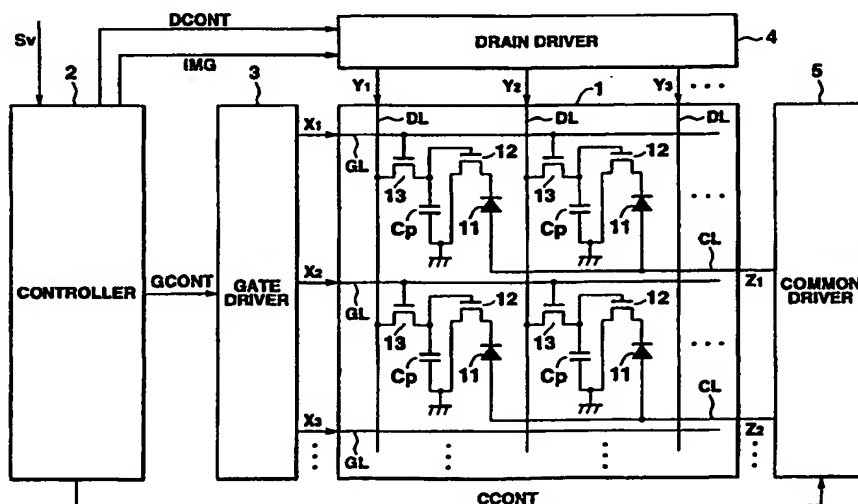 DCONT
Sv
IMG
DRAIN DRIVER
4
2
3
Y1
Y2
1
Y3
5
X1
DL
DL
DL
GL
12
12
13
13
Cp
11
Cp
11
CL
CONTROLLER
GCONT
GATE
DRIVER
X2
Z1
COMMON
DRIVER
GL
12
12
13
13
Cp
11
Cp
11
CL
X3
Z2
GL
CCONT